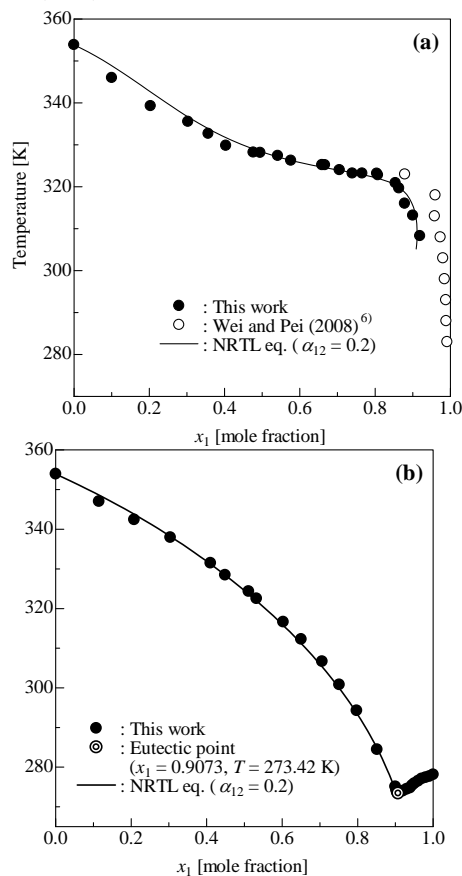 360
(a)
340
320
300
280
Temperature [K]
● : This work
○ : Wei and Pei (2008)⁶⁾
— : NRTL eq. ( α₁₂ = 0.2)
0.0 0.2 0.4 0.6 0.8 1.0
x₁ [mole fraction]
360
(b)
340
320
300
280
● : This work
◎ : Eutectic point
(x₁ = 0.9073, T = 273.42 K)
— : NRTL eq. ( α₁₂ = 0.2)
0.0 0.2 0.4 0.6 0.8 1.0
x₁ [mole fraction]